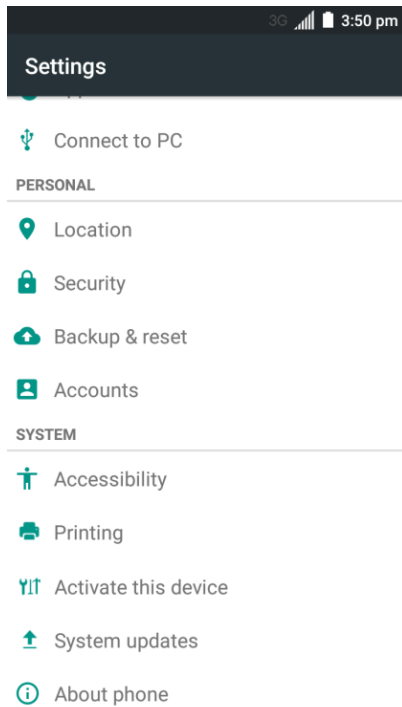 3G 3:50 pm
Settings
Connect to PC
PERSONAL
Location
Security
Backup & reset
Accounts
SYSTEM
Accessibility
Printing
Activate this device
System updates
About phone